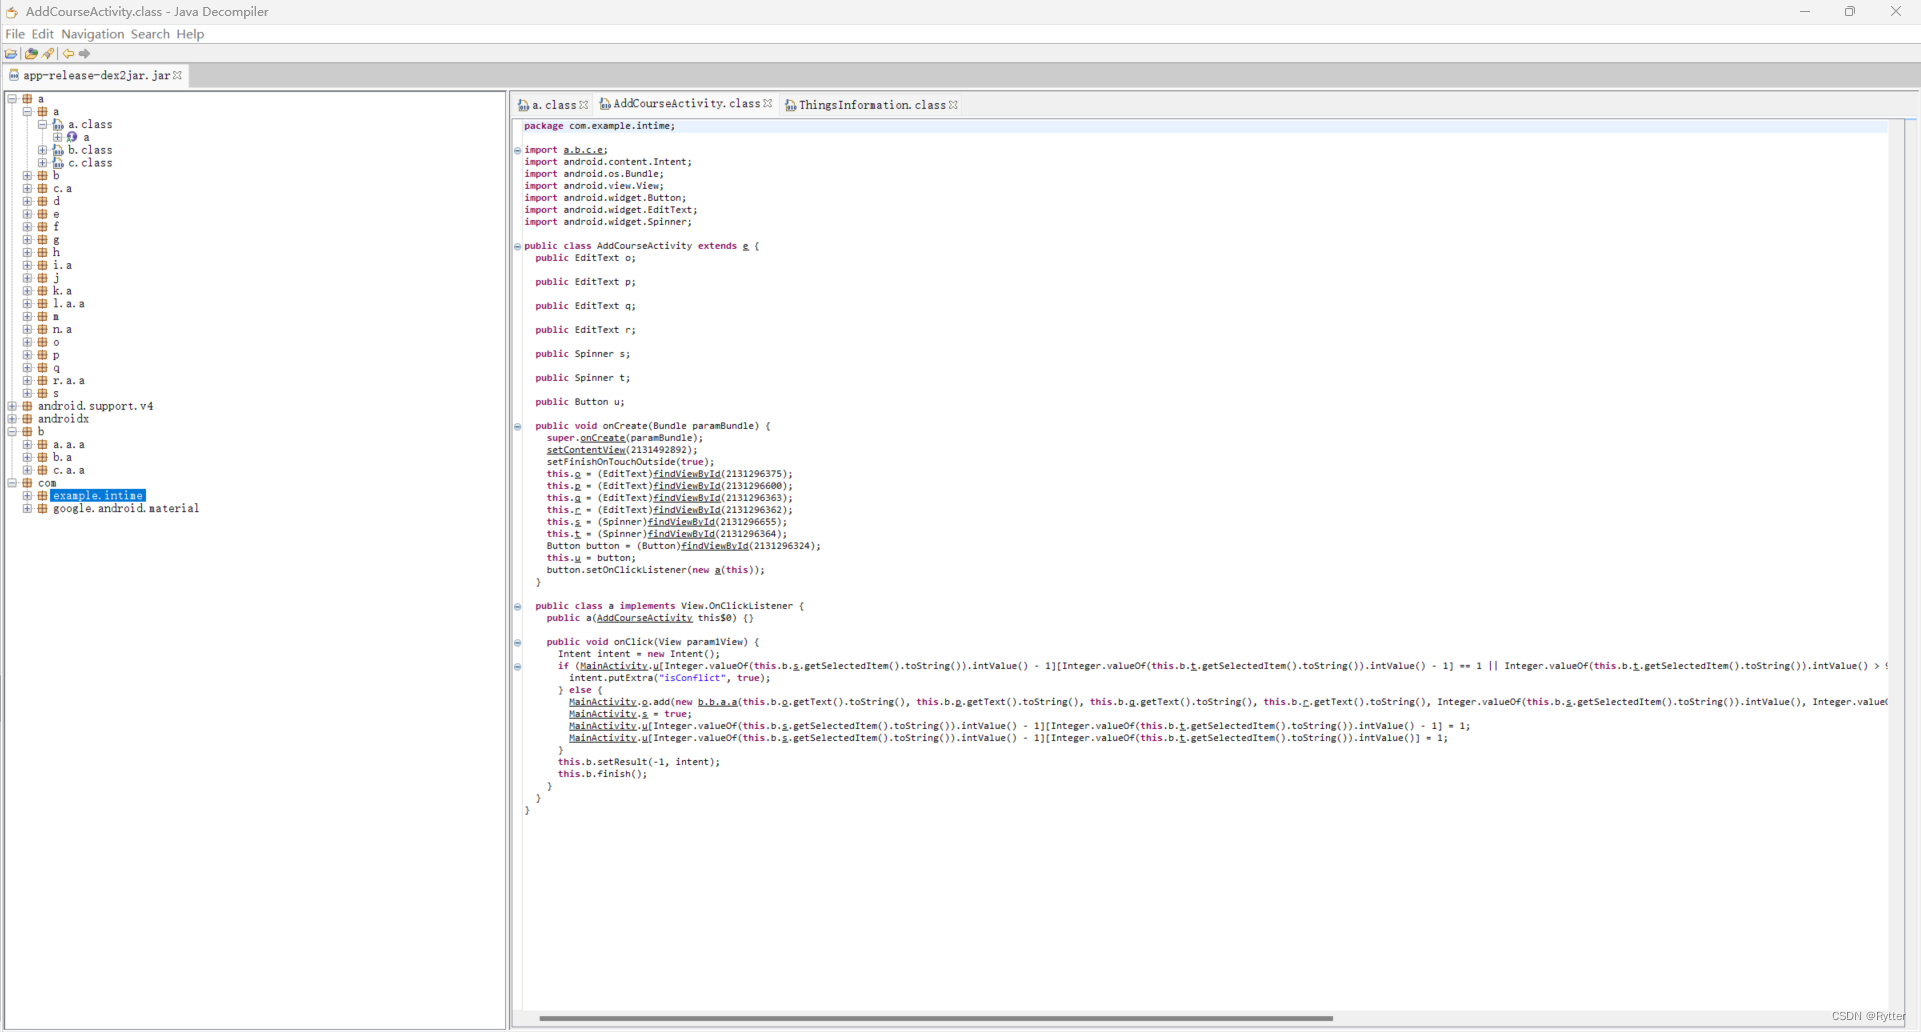 AddCourseActivity.class - Java Decompiler
File Edit Navigation Search Help
app-release-dex2jar.jar
a
a
a.class
a
b.class
c.class
b
c.a
d
e
f
g
h
i.a
j
k.a
l.a.a
m
n.a
o
p
q
r.a.a
s
android.support.v4
androidx
b
a.a.a
b.a
c.a.a
com
example.intime
google.android.material
a.class AddCourseActivity.class ThingsInformation.class
package com.example.intime;
import a.b.c.e;
import android.content.Intent;
import android.os.Bundle;
import android.view.View;
import android.widget.Button;
import android.widget.EditText;
import android.widget.Spinner;
public class AddCourseActivity extends e {
public EditText o;
public EditText p;
public EditText q;
public EditText r;
public Spinner s;
public Spinner t;
public Button u;
public void onCreate(Bundle paramBundle) {
super.onCreate(paramBundle);
setContentView(2131492892);
setFinishOnTouchOutside(true);
this.o = (EditText)findViewById(2131296375);
this.p = (EditText)findViewById(2131296600);
this.q = (EditText)findViewById(2131296363);
this.r = (EditText)findViewById(2131296362);
this.s = (Spinner)findViewById(2131296655);
this.t = (Spinner)findViewById(2131296364);
Button button = (Button)findViewById(2131296324);
this.u = button;
button.setOnClickListener(new a(this));
}
public class a implements View.OnClickListener {
public a(AddCourseActivity this$0) {}
public void onClick(View param1View) {
Intent intent = new Intent();
if (MainActivity.u[Integer.valueOf(this.b.s.getSelectedItem().toString()).intValue() - 1][Integer.valueOf(this.b.t.getSelectedItem().toString()).intValue() - 1] == 1 || Integer.valueOf(this.b.t.getSelectedItem().toString()).intValue() >
intent.putExtra("isConflict", true);
} else {
MainActivity.o.add(new b.b.a.a(this.b.o.getText().toString(), this.b.p.getText().toString(), this.b.q.getText().toString(), this.b.r.getText().toString(), Integer.valueOf(this.b.s.getSelectedItem().toString()).intValue(), Integer.value
MainActivity.s = true;
MainActivity.u[Integer.valueOf(this.b.s.getSelectedItem().toString()).intValue() - 1][Integer.valueOf(this.b.t.getSelectedItem().toString()).intValue() - 1] = 1;
MainActivity.u[Integer.valueOf(this.b.s.getSelectedItem().toString()).intValue() - 1][Integer.valueOf(this.b.t.getSelectedItem().toString()).intValue()] = 1;
}
this.b.setResult(-1, intent);
this.b.finish();
}
}
}
CSDN @Rytter